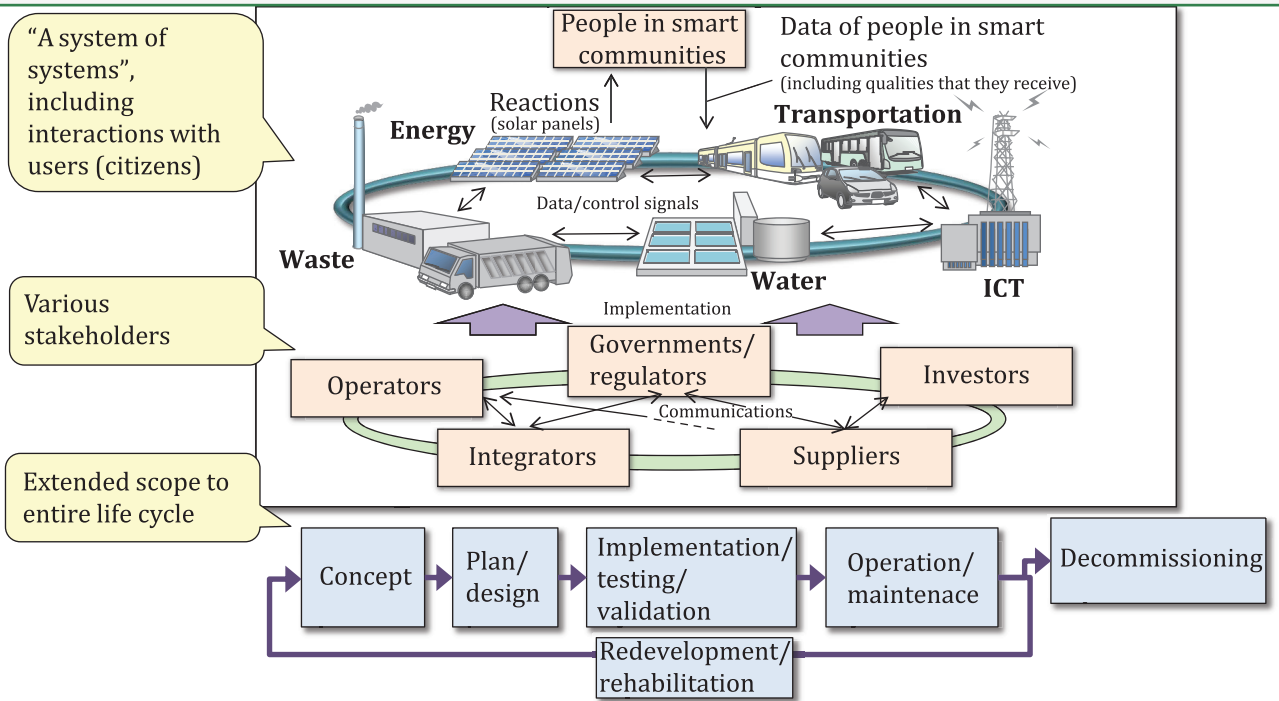 “A system of
systems”,
including
interactions with
users (citizens)
People in smart
communities
Data of people in smart
communities
(including qualities that they receive)
Reactions
(solar panels)
Energy
Transportation
Data/control signals
Waste
Water
ICT
Various
stakeholders
Implementation
Governments/
regulators
Operators
Investors
Communications
Integrators
Suppliers
Extended scope to
entire life cycle
Concept
Plan/
design
Implementation/
testing/
validation
Operation/
maintenace
Decommissioning
Redevelopment/
rehabilitation